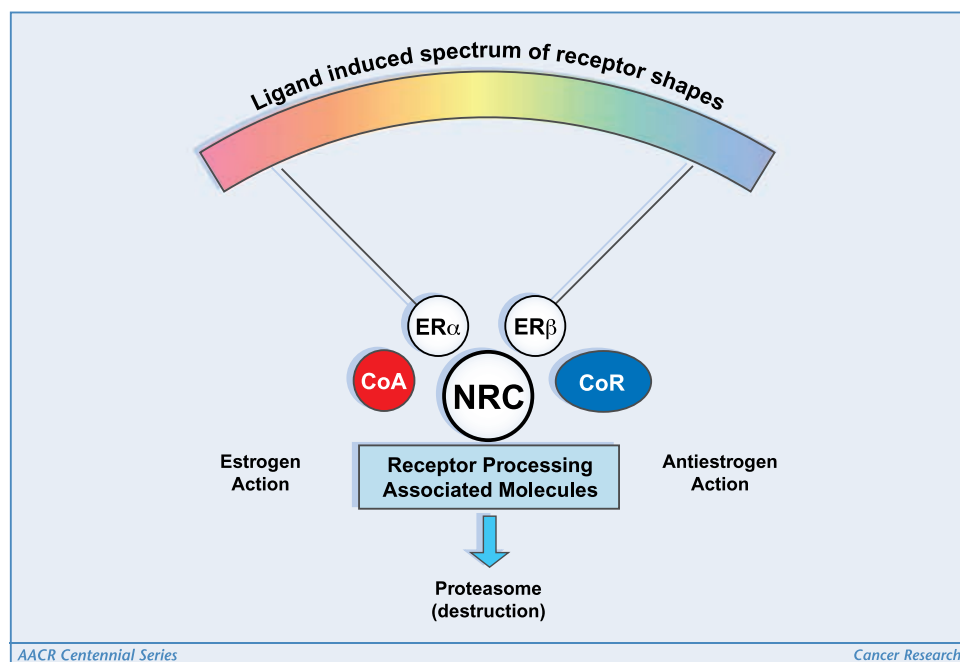 Ligand induced spectrum of receptor shapes
ERα
ERβ
CoA
NRC
CoR
Estrogen
Action
Receptor Processing
Associated Molecules
Antiestrogen
Action
Proteasome
(destruction)
AACR Centennial Series
Cancer Research